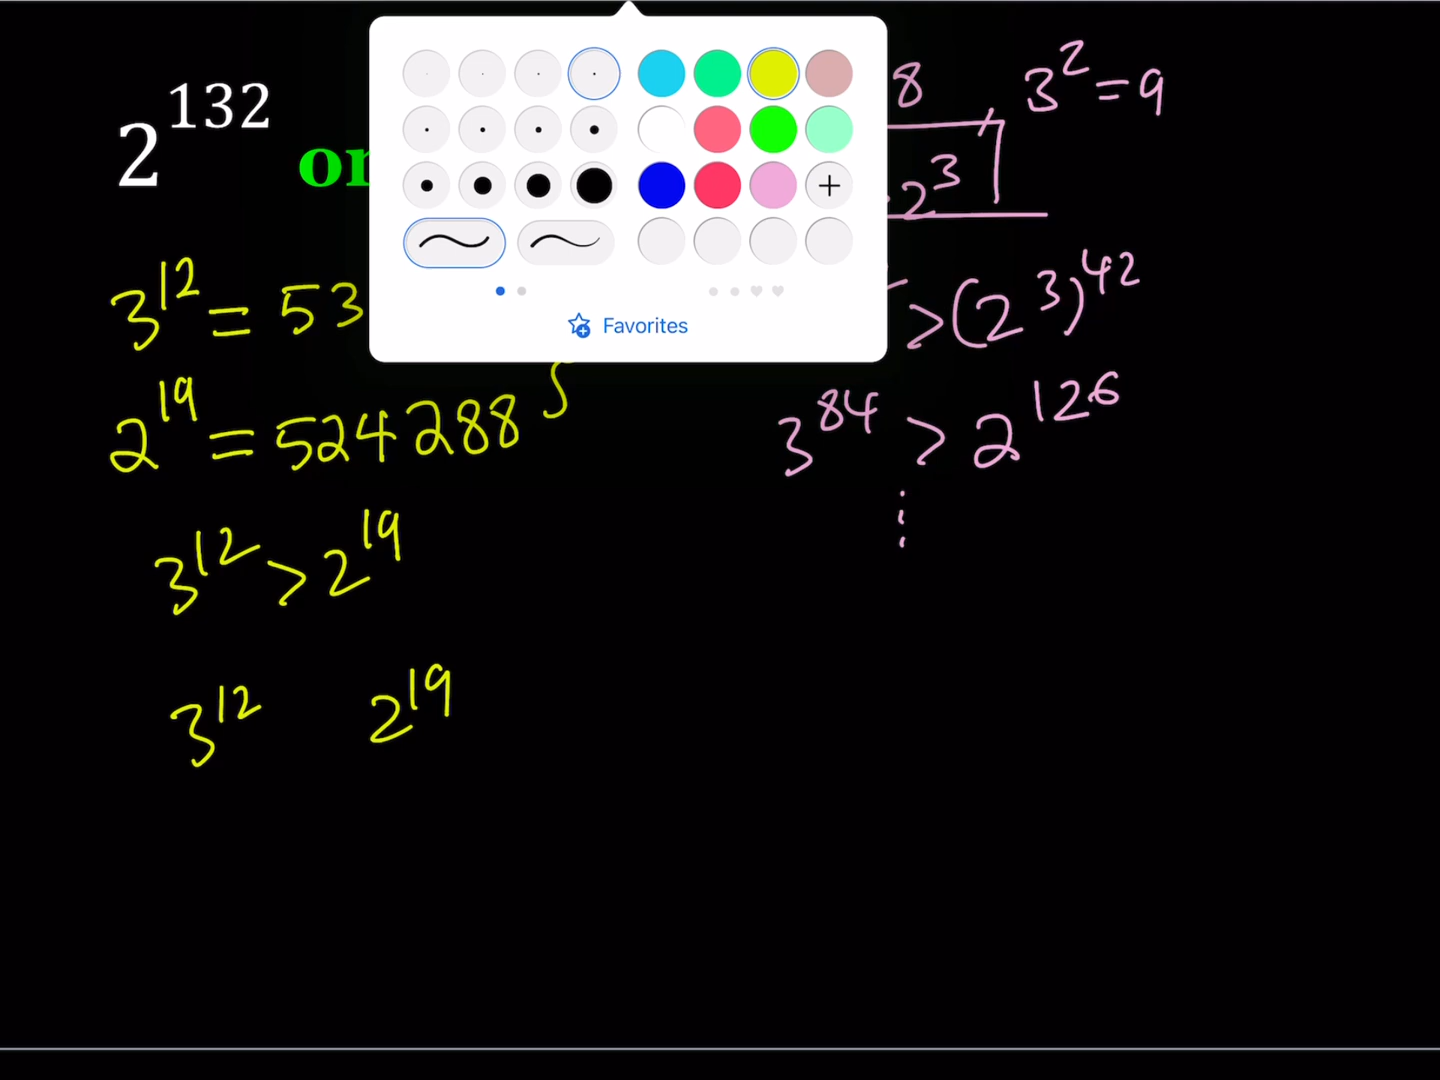 2^132 or
8 3^2 = 9
2^3
3^12 = 53
> (2^3)^42
2^19 = 524288
3^84 > 2^126
3^12 > 2^19
3^12 2^19
Favorites